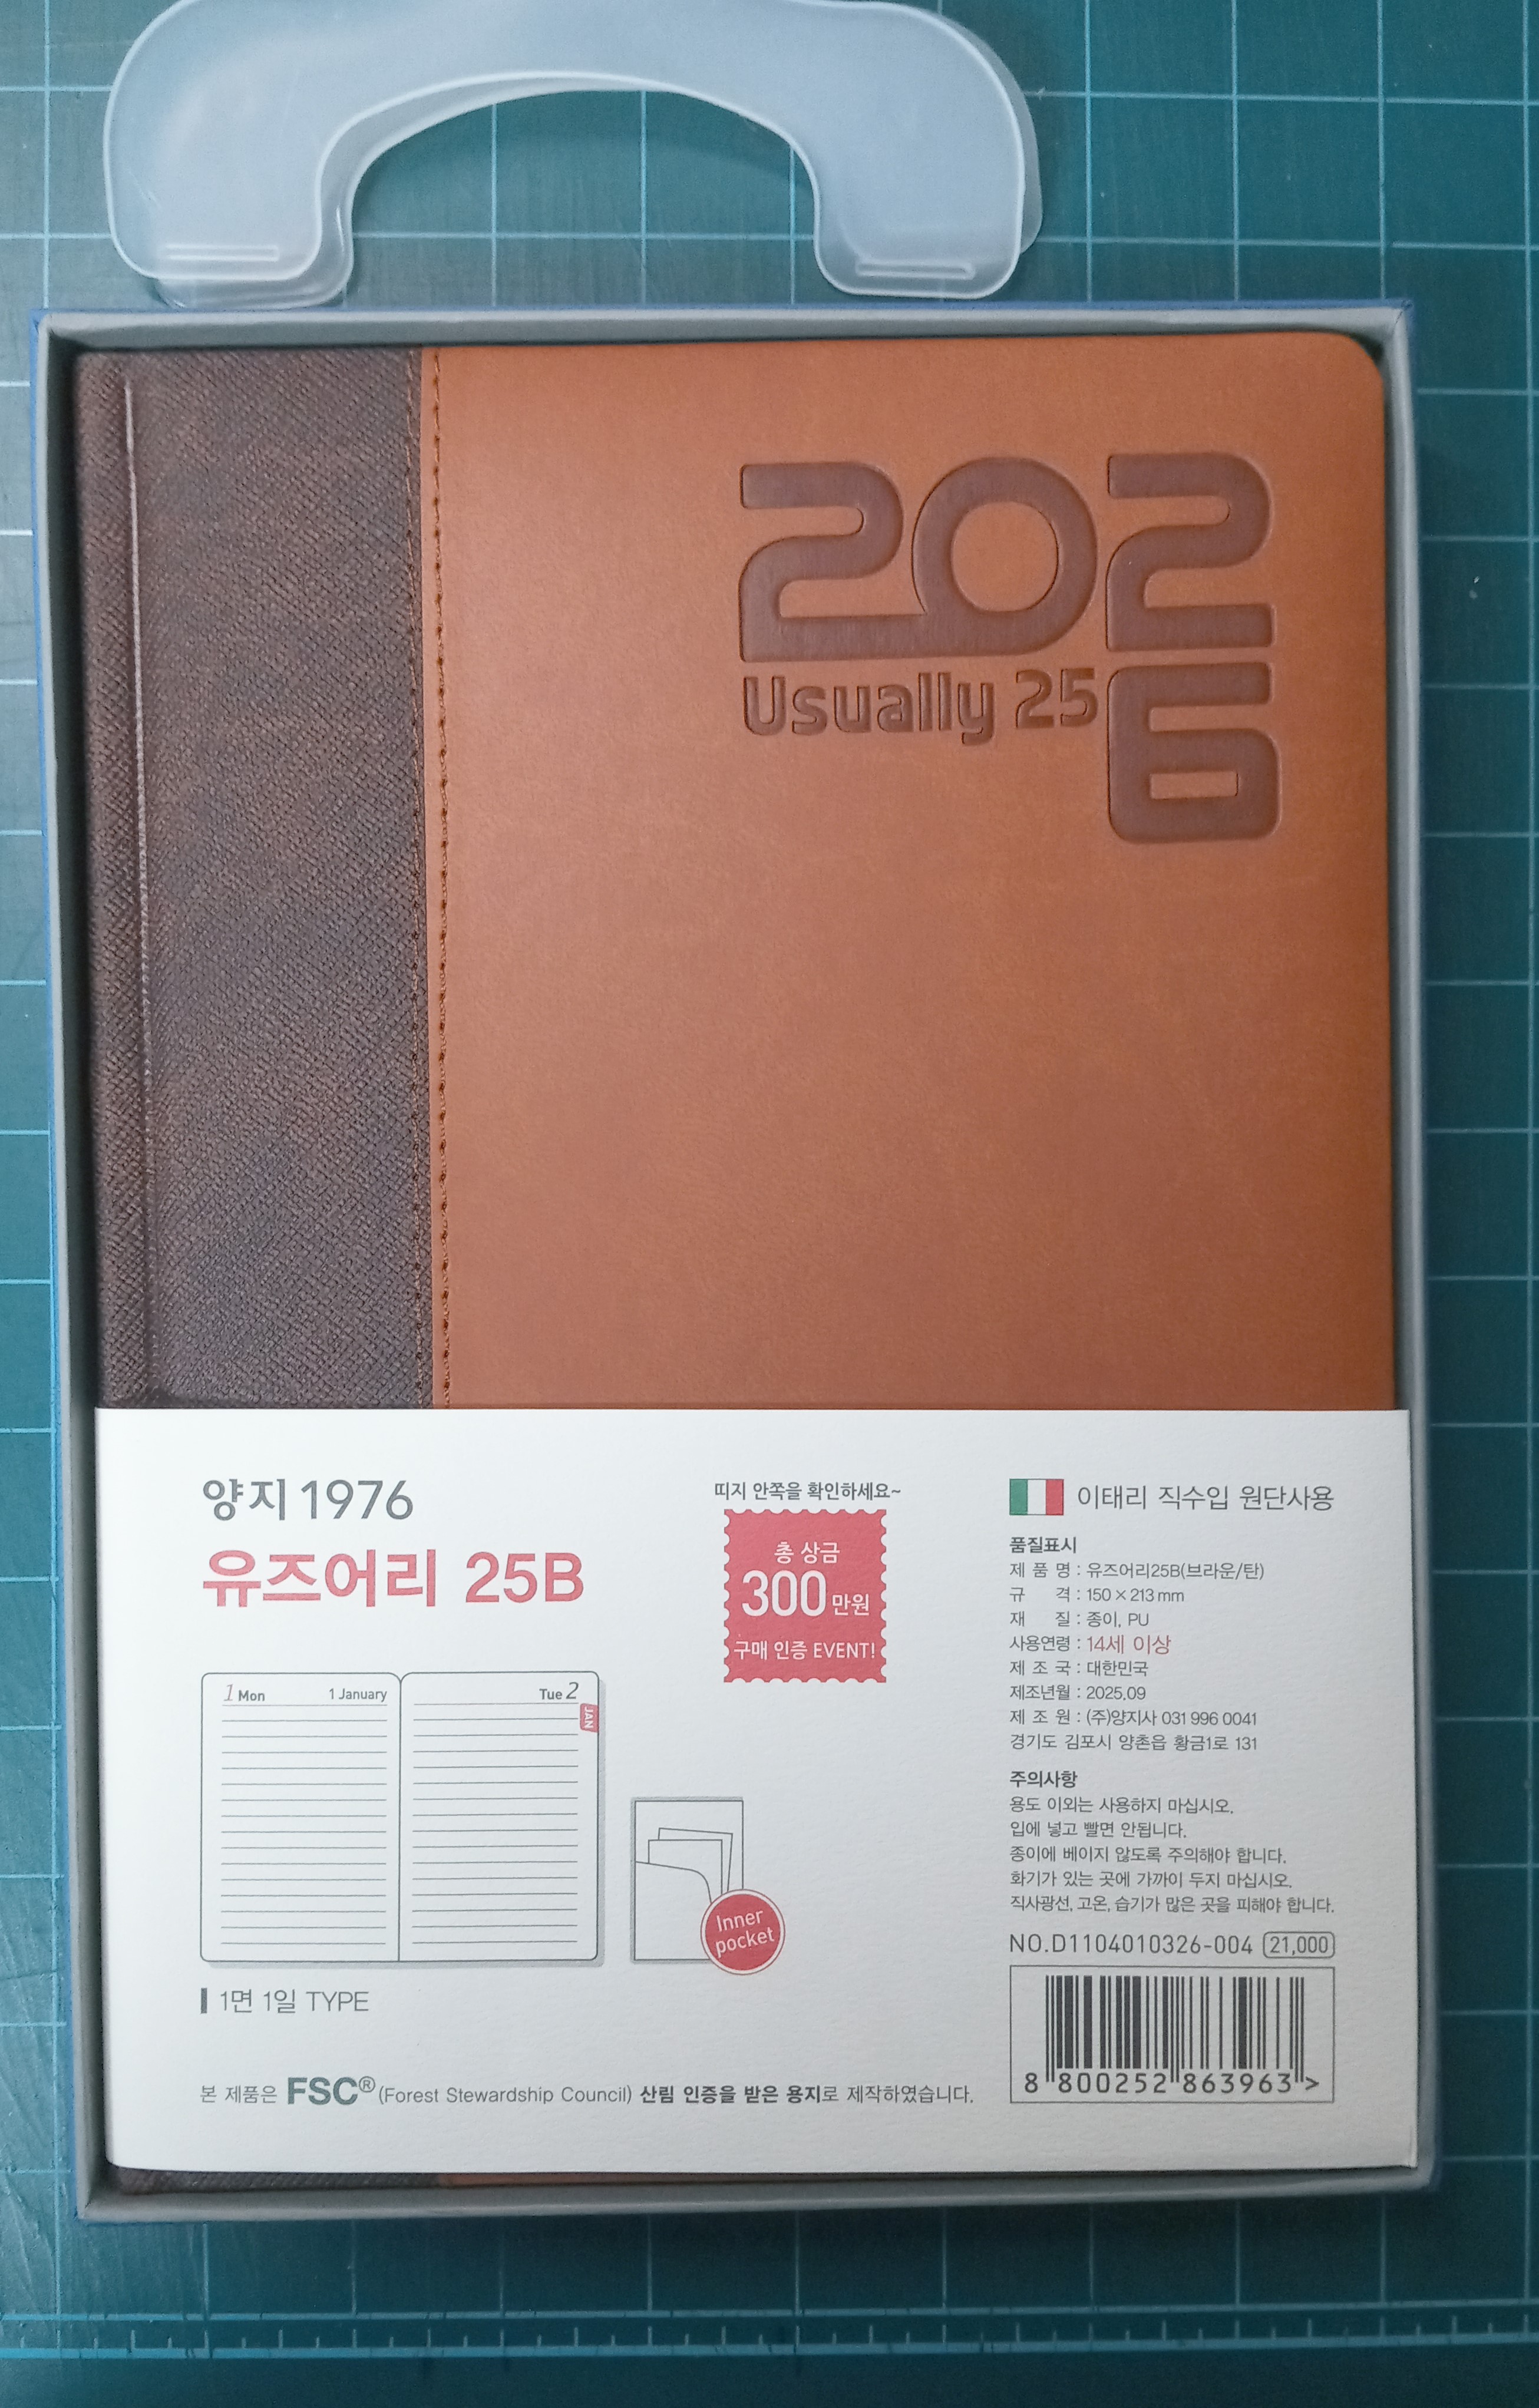 2026
Usually 25
양지 1976
유즈어리 25B
1 Mon 1 January
Tue 2
JAN
Inner
pocket
1면 1일 TYPE
띠지 안쪽을 확인하세요~
총 상금
300만원
구매 인증 EVENT!
이태리 직수입 원단사용
품질표시
제 품 명 : 유즈어리25B(브라운/탄)
규 격 : 150 × 213 mm
재 질 : 종이, PU
사용연령 : 14세 이상
제 조 국 : 대한민국
제조년월 : 2025.09
제 조 원 : (주)양지사 031 996 0041
경기도 김포시 양촌읍 황금1로 131
주의사항
용도 이외는 사용하지 마십시오.
입에 넣고 빨면 안됩니다.
종이에 베이지 않도록 주의해야 합니다.
화기가 있는 곳에 가까이 두지 마십시오.
직사광선, 고온, 습기가 많은 곳을 피해야 합니다.
NO.D1104010326-004 21,000
8 800252 863963 >
본 제품은 FSC® (Forest Stewardship Council) 산림 인증을 받은 용지로 제작하였습니다.